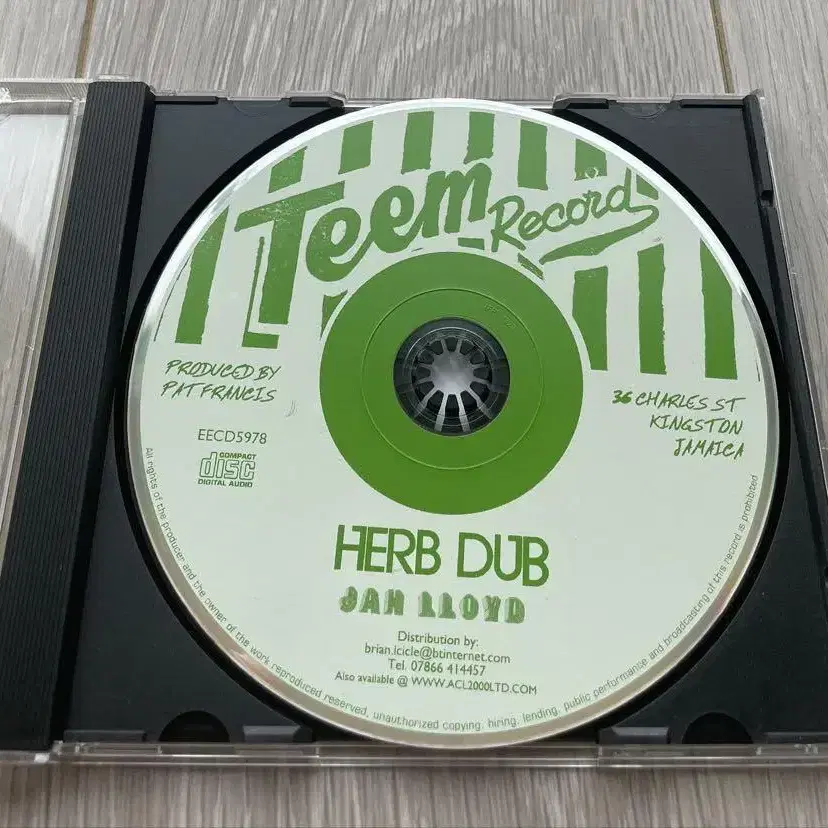 Teem Record
PRODUCED BY
PAT FRANCIS
36 CHARLES ST
KINGSTON
JAMAICA
EECD5978
COMPACT
disc
DIGITAL AUDIO
HERB DUB
JAH LLOYD
Distribution by:
brian.lcicle@btinternet.com
Tel. 07866 414457
Also available @ WWW.ACL2000LTD.COM
All rights of the producer and the owner of the work reproduced reserved, unauthorized copying, hiring, lending, public performance and broadcasting of this record is prohibited